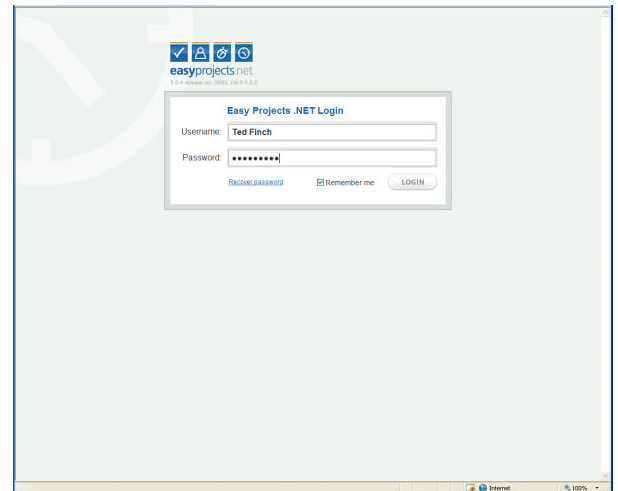 easyprojects.net
Easy Projects .NET Login
Username: Ted Finch
Password: •••••••••
Recover password Remember me LOGIN
Internet 100%